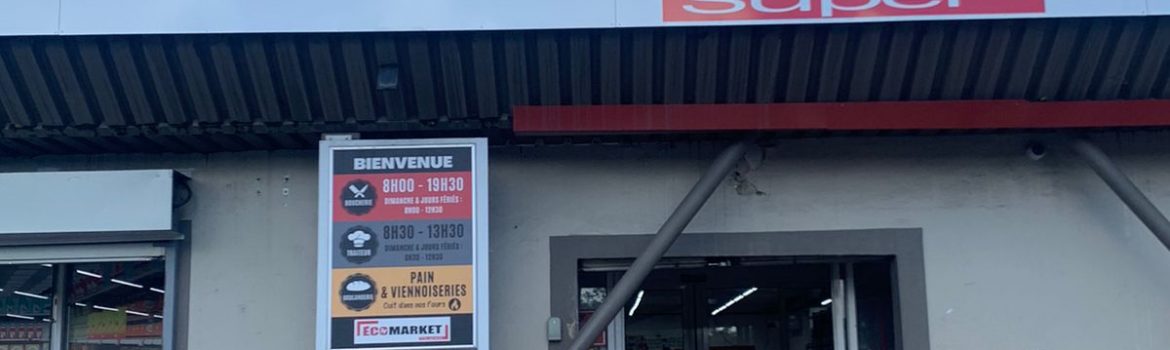 super
BIENVENUE
BOUCHERIE
8H00 - 19H30
DIMANCHE & JOURS FÉRIÉS :
8H00 - 12H30
TRAITEUR
8H30 - 13H30
DIMANCHE & JOURS FÉRIÉS :
8H30 - 12H30
BOULANGERIE
PAIN
& VIENNOISERIES
Cuit dans nos fours
ECOMARKET